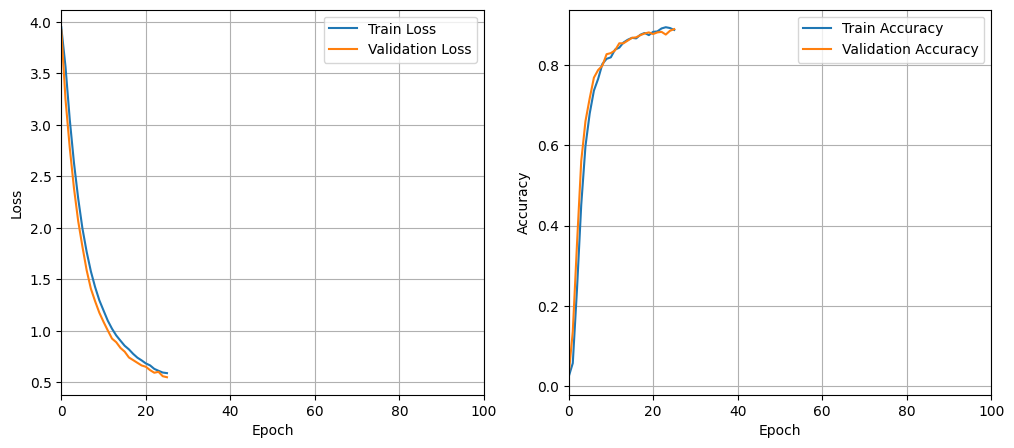 4.0
3.5
3.0
2.5
2.0
1.5
1.0
0.5
Loss
0 20 40 60 80 100
Epoch
Train Loss
Validation Loss
0.8
0.6
0.4
0.2
0.0
Accuracy
0 20 40 60 80 100
Epoch
Train Accuracy
Validation Accuracy